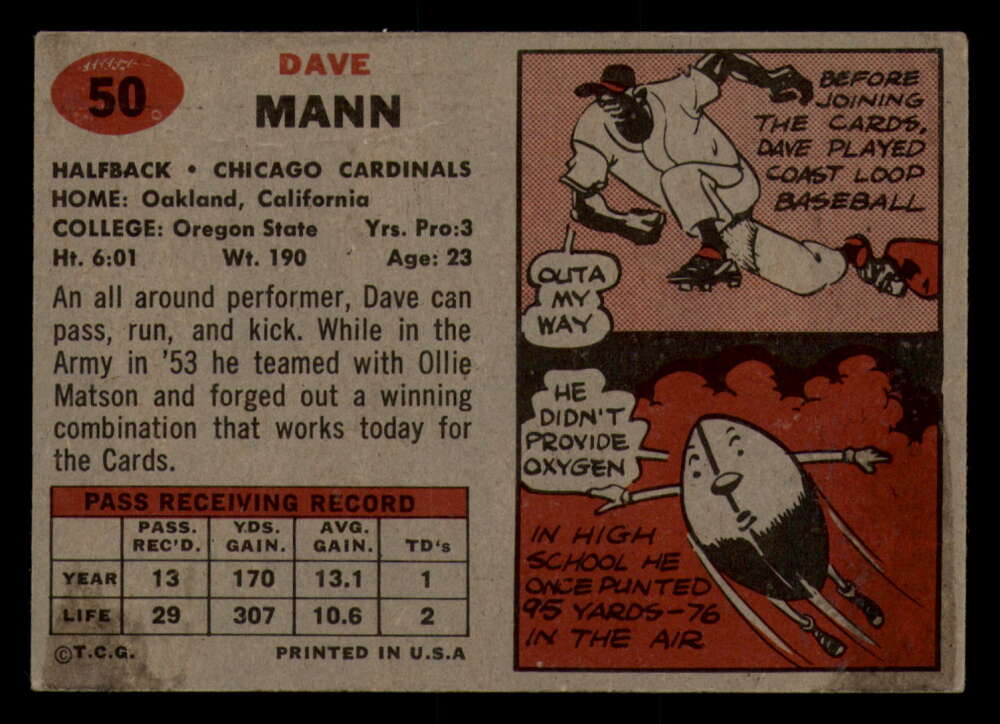 50
DAVE
MANN
HALFBACK • CHICAGO CARDINALS
HOME: Oakland, California
COLLEGE: Oregon State Yrs. Pro:3
Ht. 6:01 Wt. 190 Age: 23
An all around performer, Dave can
pass, run, and kick. While in the
Army in '53 he teamed with Ollie
Matson and forged out a winning
combination that works today for
the Cards.
PASS RECEIVING RECORD
PASS. REC'D. YDS. GAIN. AVG. GAIN. TD's
YEAR 13 170 13.1 1
LIFE 29 307 10.6 2
©T.C.G. PRINTED IN U.S.A
BEFORE
JOINING
THE CARDS,
DAVE PLAYED
COAST LOOP
BASEBALL
OUTA
MY
WAY
HE
DIDN'T
PROVIDE
OXYGEN
IN HIGH
SCHOOL HE
ONCE PUNTED
95 YARDS-76
IN THE AIR